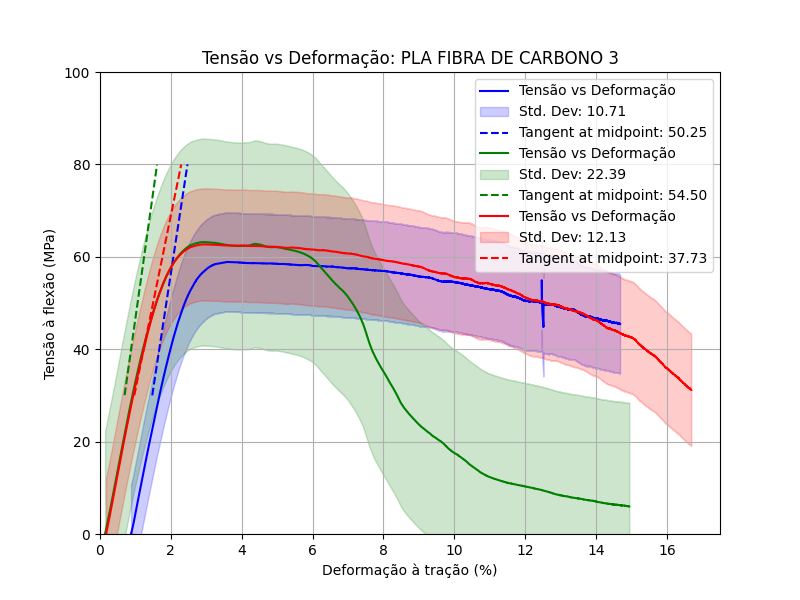 Tensão vs Deformação: PLA FIBRA DE CARBONO 3
Tensão à flexão (MPa)
100
80
60
40
20
0
0 2 4 6 8 10 12 14 16
Deformação à tração (%)
Tensão vs Deformação
Std. Dev: 10.71
Tangent at midpoint: 50.25
Tensão vs Deformação
Std. Dev: 22.39
Tangent at midpoint: 54.50
Tensão vs Deformação
Std. Dev: 12.13
Tangent at midpoint: 37.73